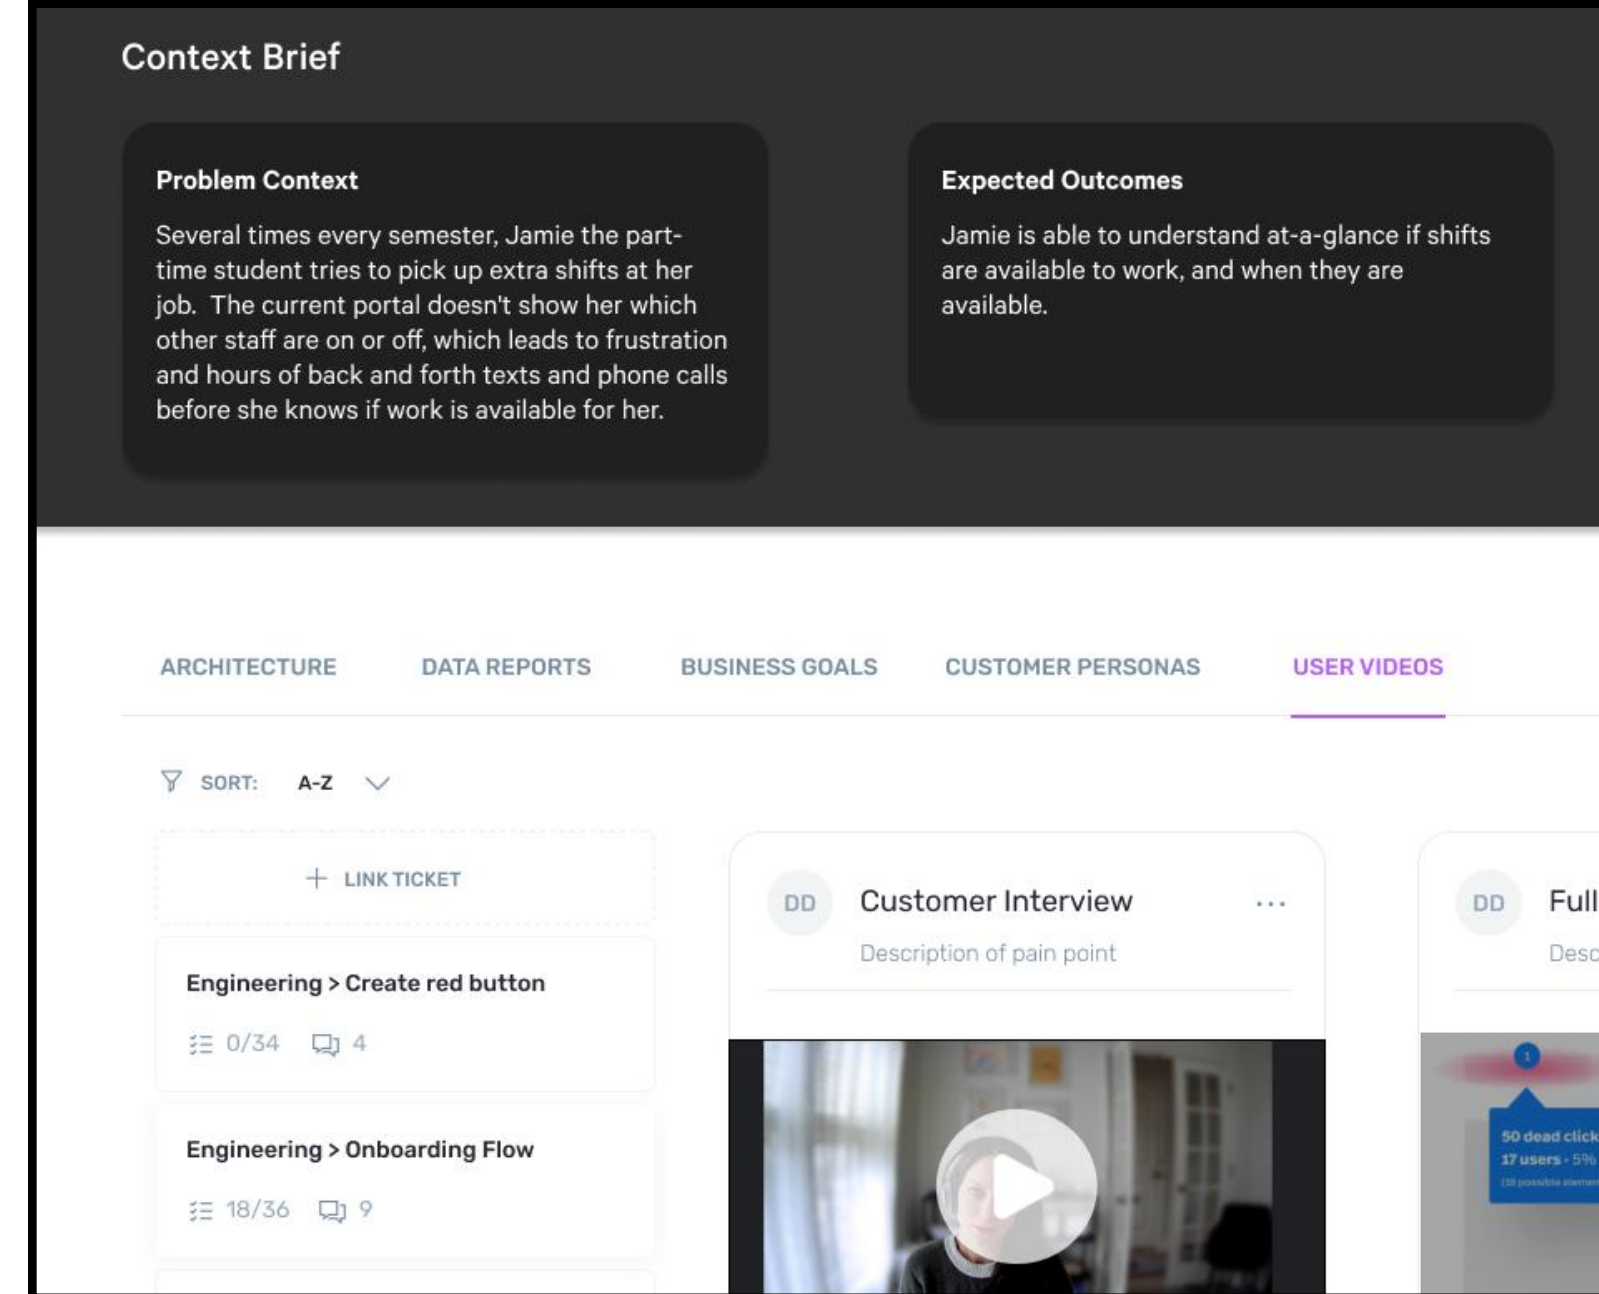 Context Brief
Problem Context
Several times every semester, Jamie the part-
time student tries to pick up extra shifts at her
job.  The current portal doesn't show her which
other staff are on or off, which leads to frustration
and hours of back and forth texts and phone calls
before she knows if work is available for her.
Expected Outcomes
Jamie is able to understand at-a-glance if shifts
are available to work, and when they are
available.
ARCHITECTURE DATA REPORTS BUSINESS GOALS CUSTOMER PERSONAS USER VIDEOS
SORT: A-Z
+ LINK TICKET
Engineering > Create red button
0/34 4
Engineering > Onboarding Flow
18/36 9
DD Customer Interview ...
Description of pain point
DD Full
Desc
1
50 dead click
17 users - 5%
(19 possible elemen